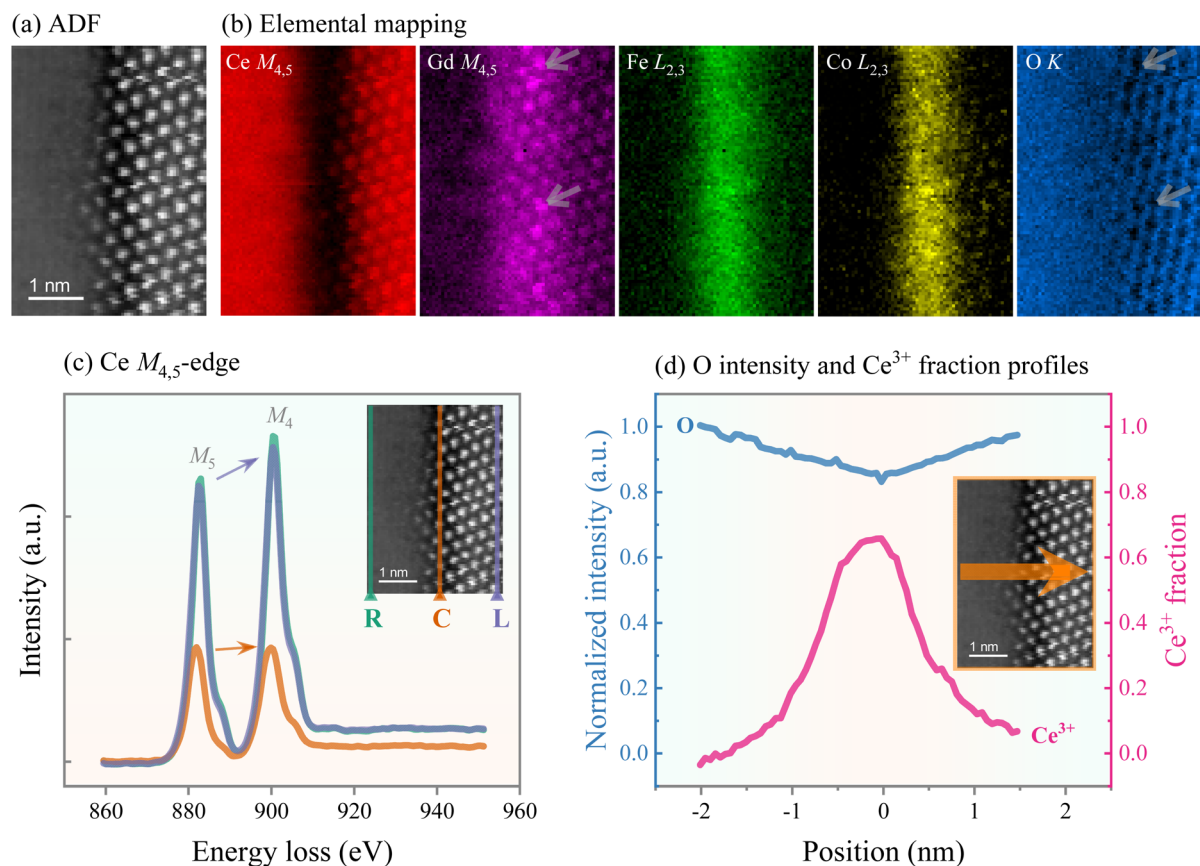 (a) ADF
(b) Elemental mapping
Ce M4,5
Gd M4,5
Fe L2,3
Co L2,3
O K
1 nm
(c) Ce M4,5-edge
Intensity (a.u.)
M5
M4
1 nm
R
C
L
860
880
900
920
940
960
Energy loss (eV)
(d) O intensity and Ce3+ fraction profiles
Normalized intensity (a.u.)
1.0
0.8
0.6
0.4
0.2
0.0
O
1 nm
Ce3+
1.0
0.8
0.6
0.4
0.2
0.0
Ce3+ fraction
-2
-1
0
1
2
Position (nm)